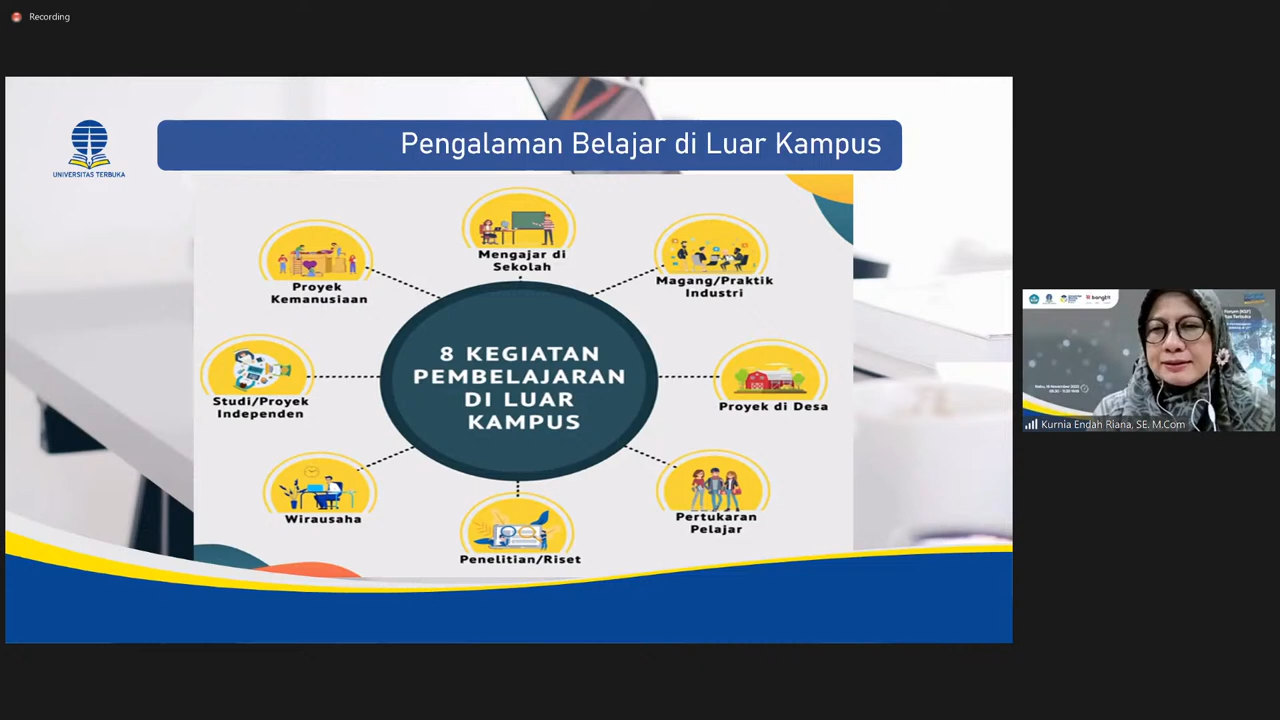 Recording
Pengalaman Belajar di Luar Kampus
UNIVERSITAS TERBUKA
Mengajar di
Sekolah
Magang/Praktik
Industri
Proyek di Desa
Pertukaran
Pelajar
Penelitian/Riset
Wirausaha
Studi/Proyek
Independen
Proyek
Kemanusiaan
8 KEGIATAN
PEMBELAJARAN
DI LUAR
KAMPUS
Kurnia Endah Riana, SE. M.Com